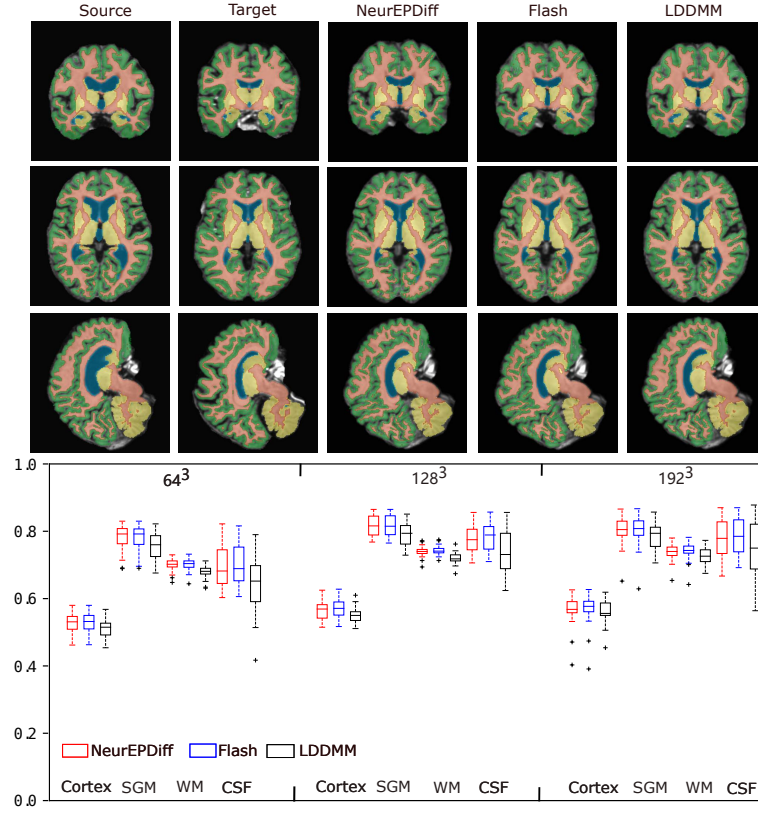 Source Target NeurEPDiff Flash LDDMM
1.0
64³ 128³ 192³
0.8
0.6
0.4
0.2
NeurEPDiff Flash LDDMM
Cortex SGM WM CSF Cortex SGM WM CSF Cortex SGM WM CSF
0.0